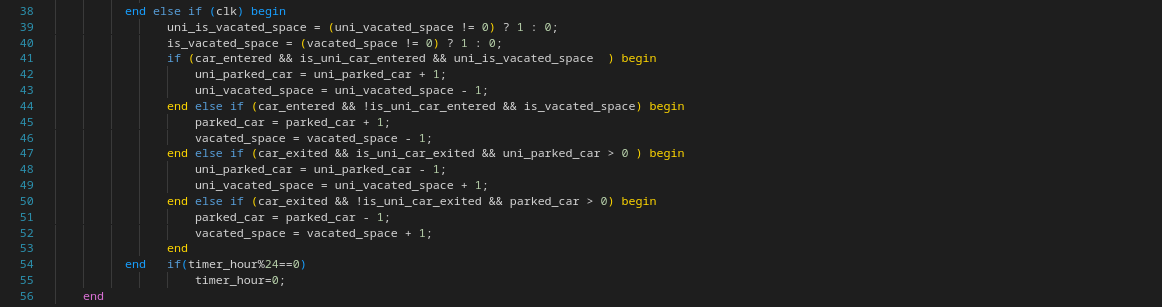 38 end else if (clk) begin
39 uni_is_vacated_space = (uni_vacated_space != 0) ? 1 : 0;
40 is_vacated_space = (vacated_space != 0) ? 1 : 0;
41 if (car_entered && is_uni_car_entered && uni_is_vacated_space  ) begin
42 uni_parked_car = uni_parked_car + 1;
43 uni_vacated_space = uni_vacated_space - 1;
44 end else if (car_entered && !is_uni_car_entered && is_vacated_space) begin
45 parked_car = parked_car + 1;
46 vacated_space = vacated_space - 1;
47 end else if (car_exited && is_uni_car_exited && uni_parked_car > 0 ) begin
48 uni_parked_car = uni_parked_car - 1;
49 uni_vacated_space = uni_vacated_space + 1;
50 end else if (car_exited && !is_uni_car_exited && parked_car > 0) begin
51 parked_car = parked_car - 1;
52 vacated_space = vacated_space + 1;
53 end
54 end   if(timer_hour%24==0)
55 timer_hour=0;
56 end